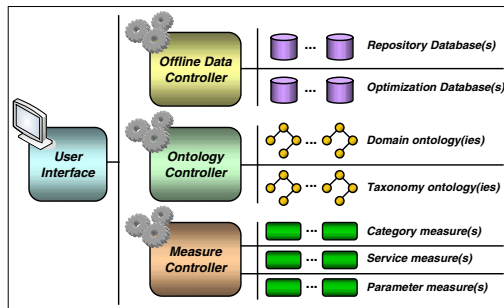 User
Interface
Offline Data
Controller
... Repository Database(s)
... Optimization Database(s)
Ontology
Controller
... Domain ontology(ies)
... Taxonomy ontology(ies)
Measure
Controller
... Category measure(s)
... Service measure(s)
... Parameter measure(s)